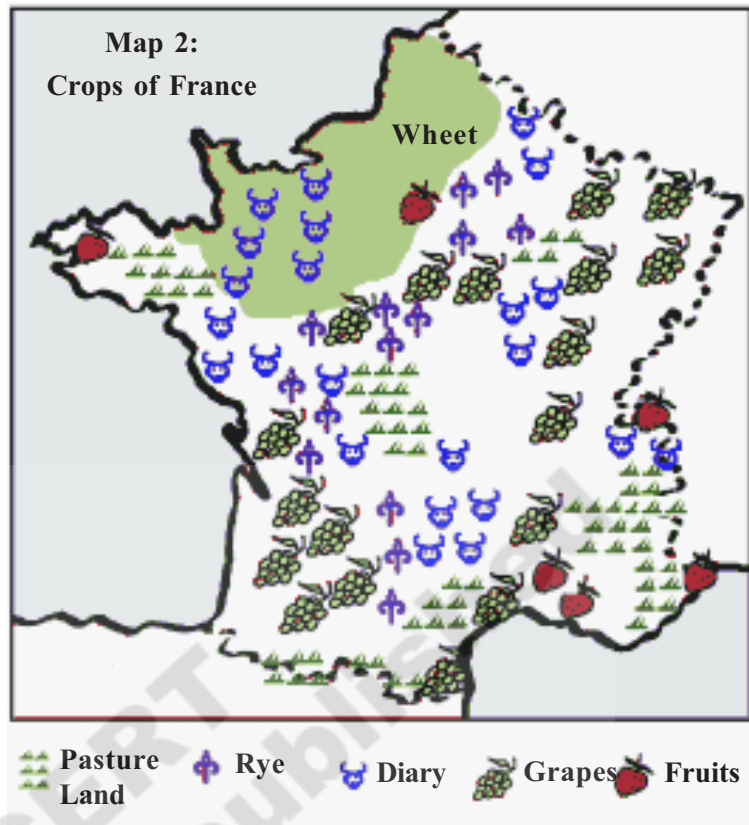 Map 2:
Crops of France
Wheet
Pasture Land
Rye
Diary
Grapes
Fruits